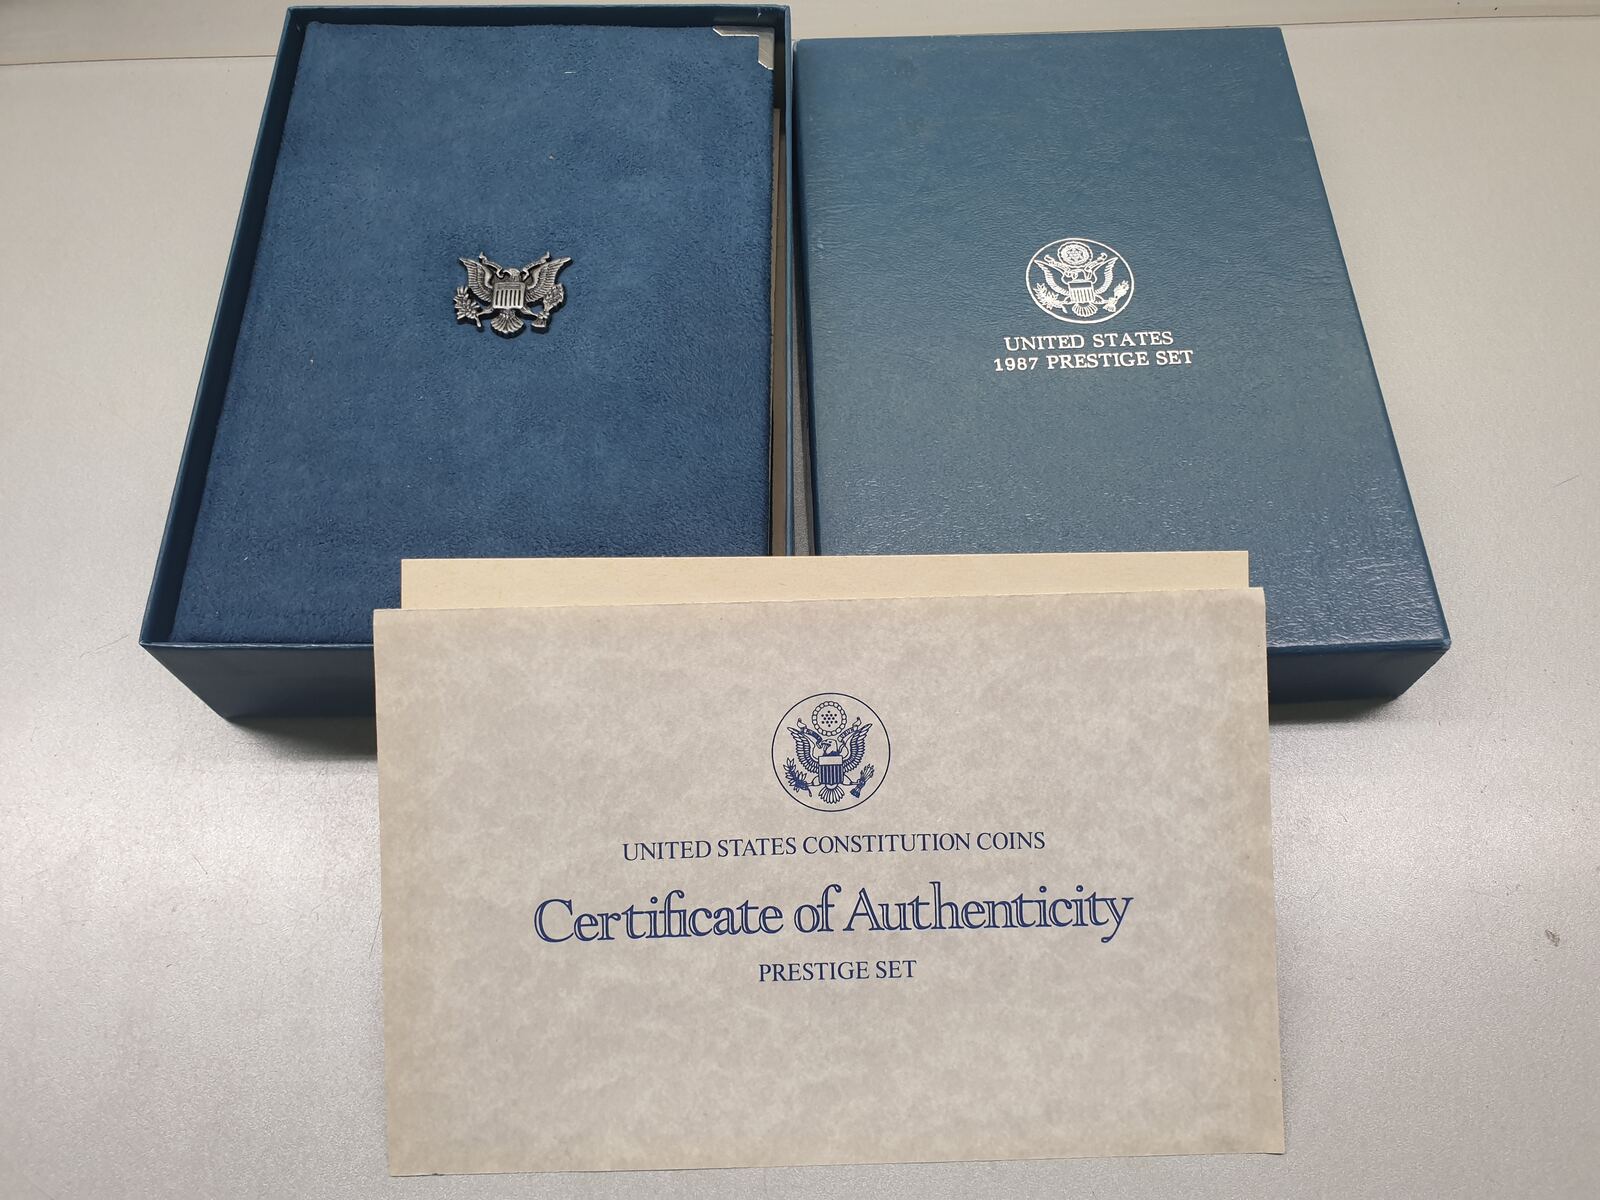 UNITED STATES
1987 PRESTIGE SET
UNITED STATES CONSTITUTION COINS
Certificate of Authenticity
PRESTIGE SET